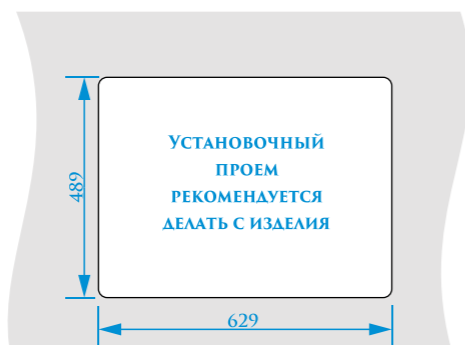 Установочный
проем
рекомендуется
делать с изделия
489
629